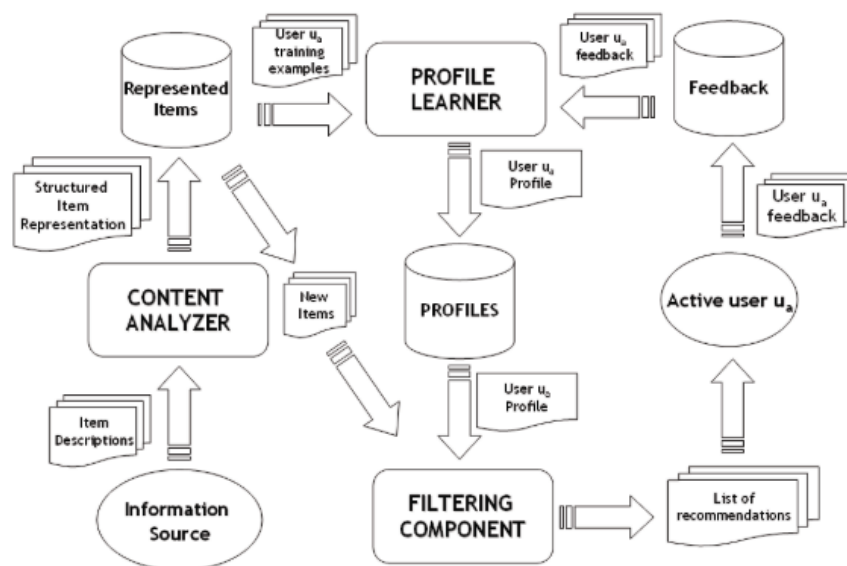 Represented
Items
User uₐ
training
examples
PROFILE
LEARNER
User uₐ
feedback
Feedback
Structured
Item
Representation
User uₐ
Profile
User uₐ
feedback
CONTENT
ANALYZER
New
Items
PROFILES
Active user uₐ
Item
Descriptions
User uₐ
Profile
Information
Source
FILTERING
COMPONENT
List of
recommendations